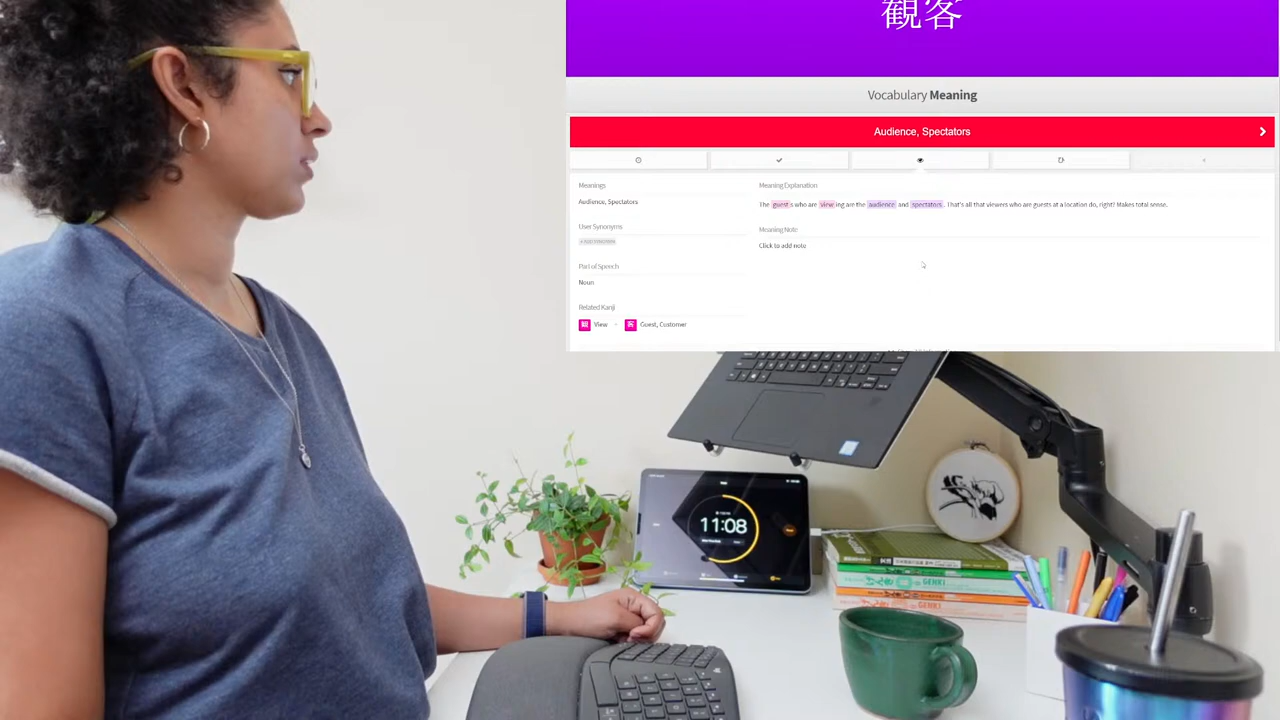 観客
Vocabulary Meaning
Audience, Spectators
Meanings
Audience, Spectators
User Synonyms
Part of Speech
Noun
Related Kanji
観 View
客 Guest, Customer
Meaning Explanation
The guests who are viewing are the audience and spectators. That's all that viewers who are guests at a location do, right? Makes total sense.
Meaning Note
Click to add note
11:08
GENKI
GENKI